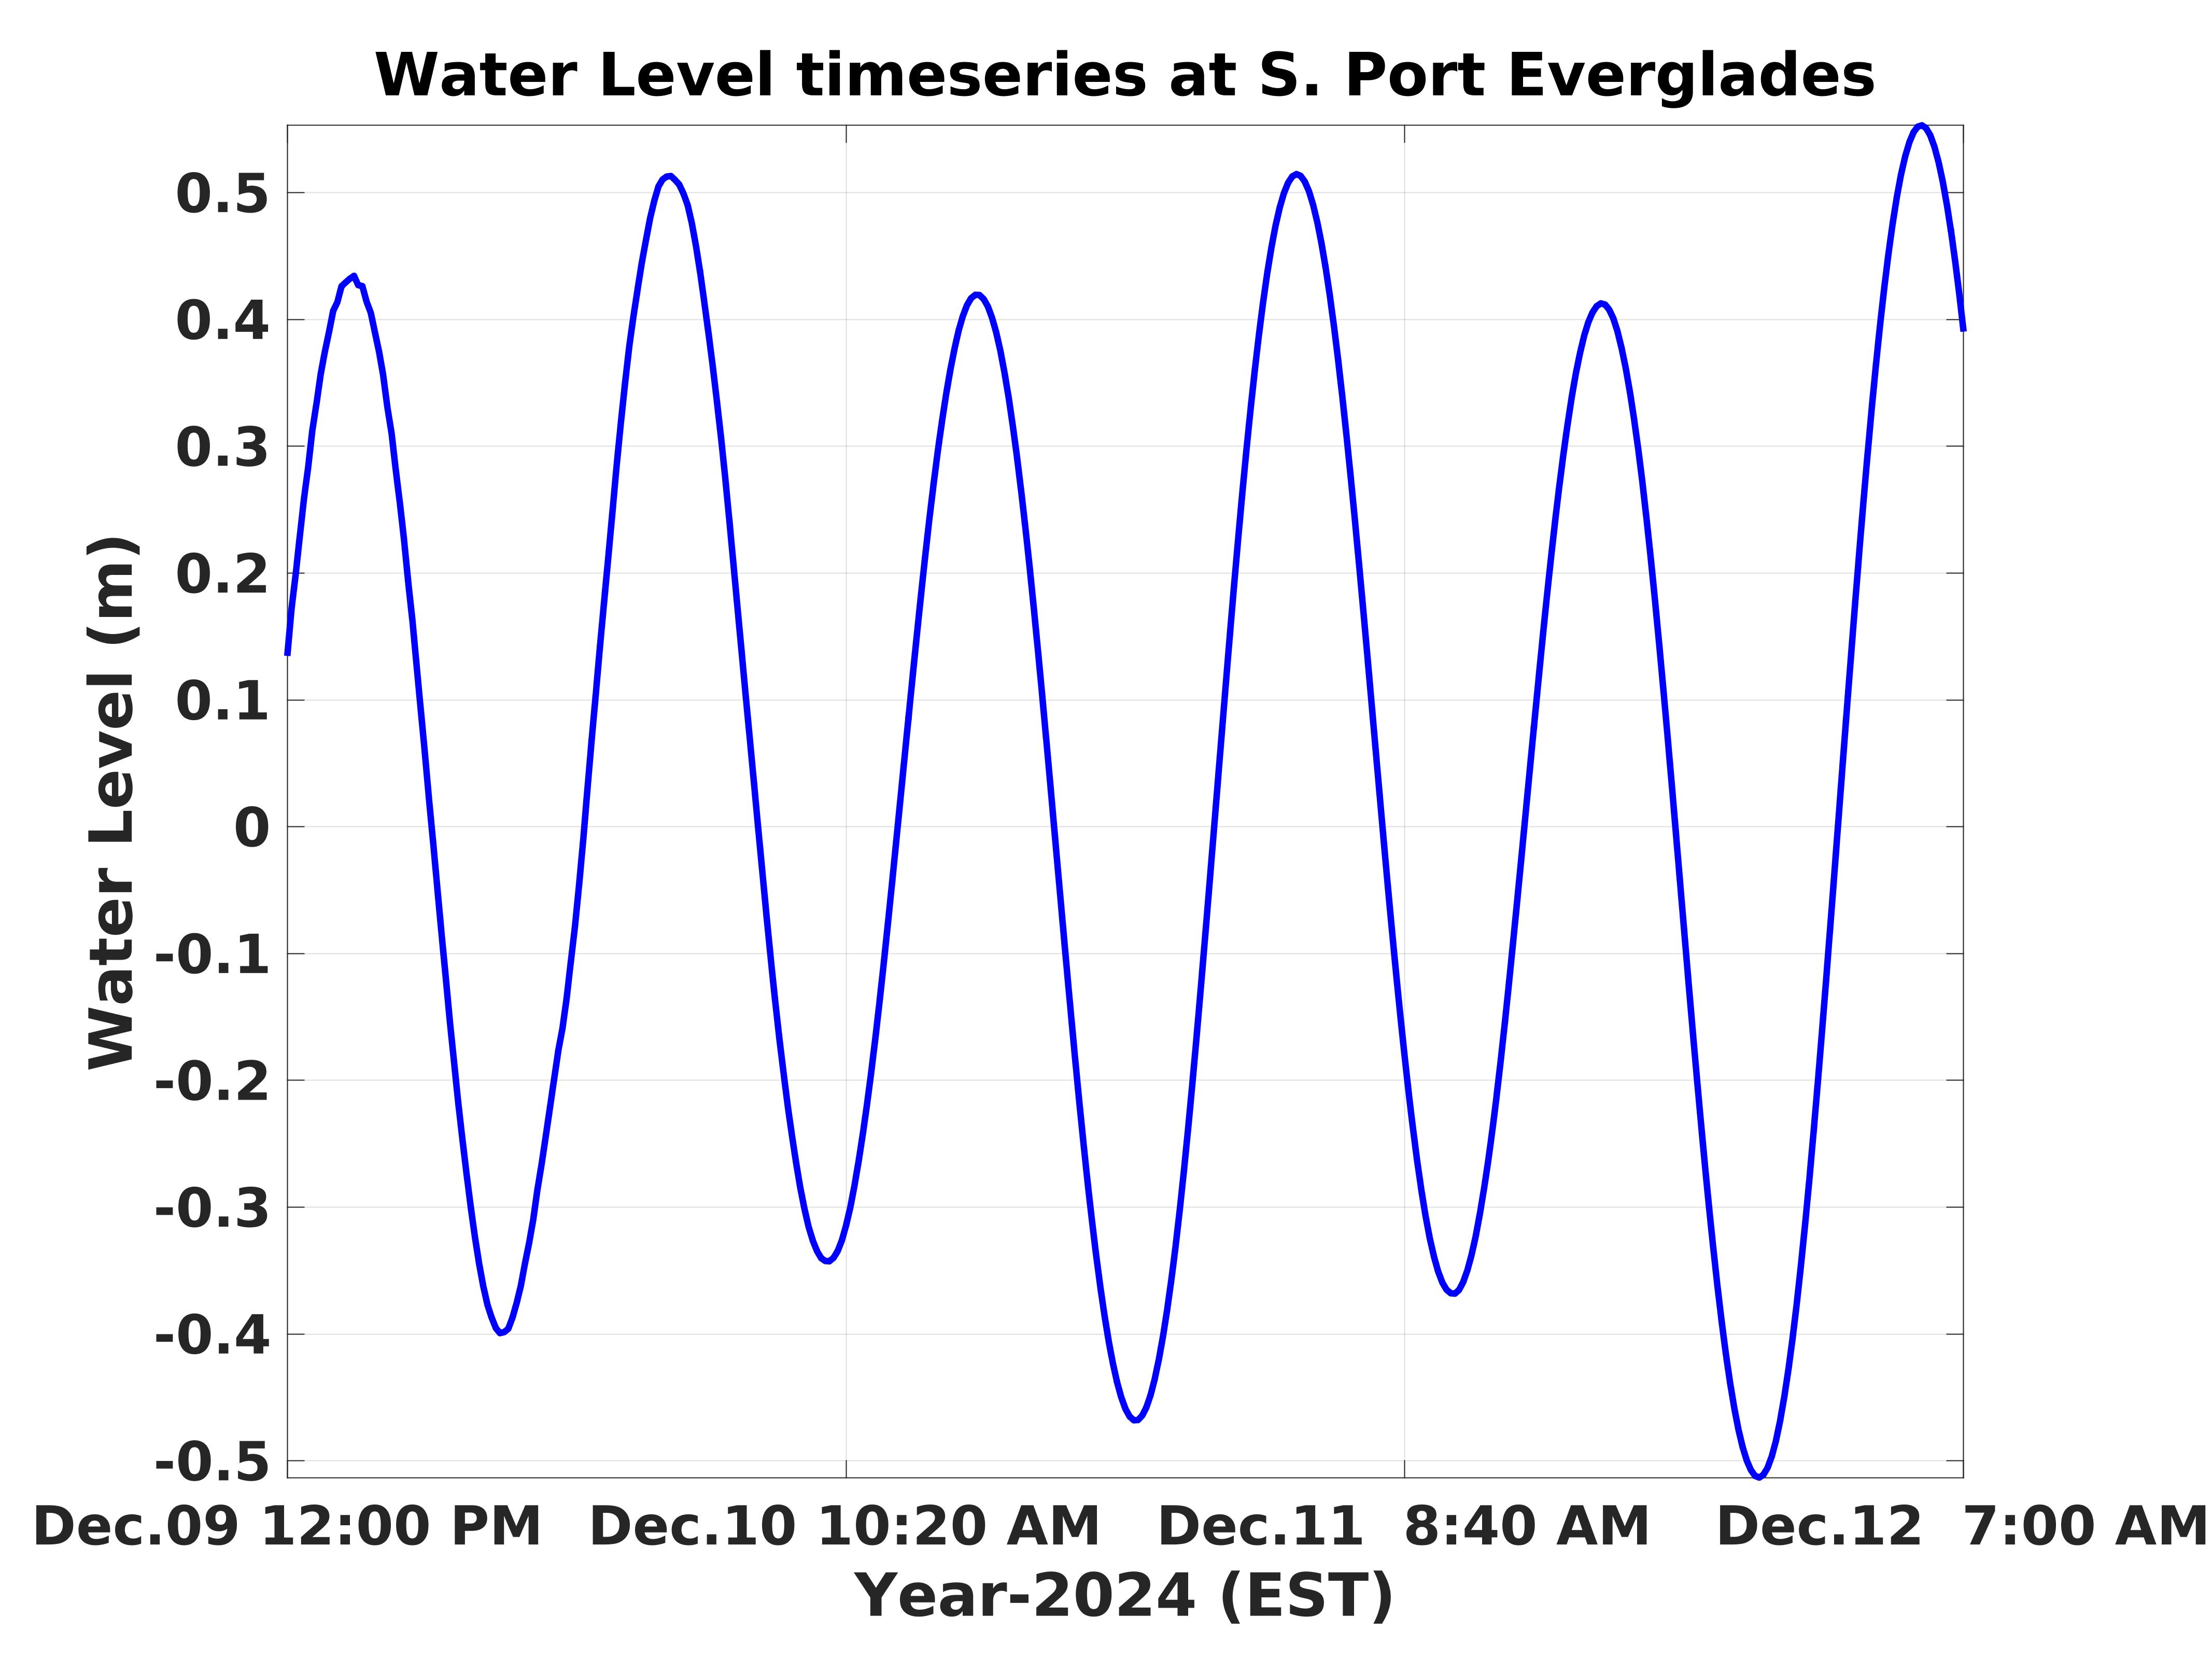 Water Level timeseries at S. Port Everglades
0.5
0.4
0.3
0.2
0.1
0
-0.1
-0.2
-0.3
-0.4
-0.5
Water Level (m)
Dec.09 12:00 PM Dec.10 10:20 AM Dec.11 8:40 AM Dec.12 7:00 AM
Year-2024 (EST)